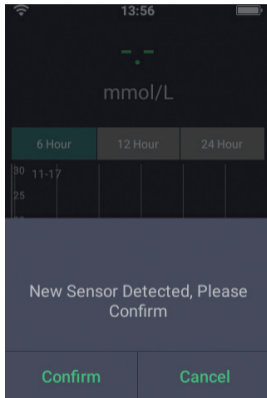 13:56
-.-
mmol/L
6 Hour 12 Hour 24 Hour
30 11-17
25
New Sensor Detected, Please
Confirm
Confirm Cancel